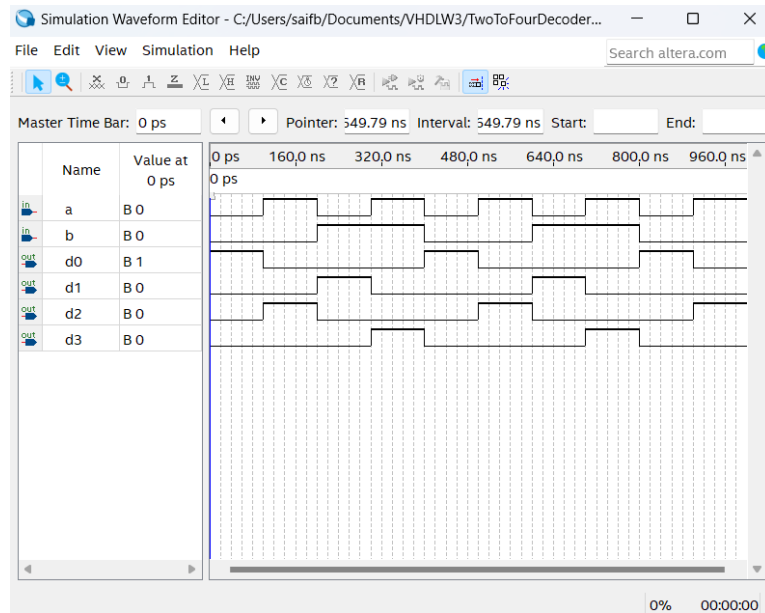 Simulation Waveform Editor - C:/Users/saifb/Documents/VHDLW3/TwoToFourDecoder...
File Edit View Simulation Help
Search altera.com
Master Time Bar: 0 ps Pointer: 549.79 ns Interval: 549.79 ns Start: End:
Name
Value at
0 ps
0 ps 160.0 ns 320.0 ns 480.0 ns 640.0 ns 800.0 ns 960.0 ns
0 ps
in a B 0
in b B 0
out d0 B 1
out d1 B 0
out d2 B 0
out d3 B 0
0% 00:00:00